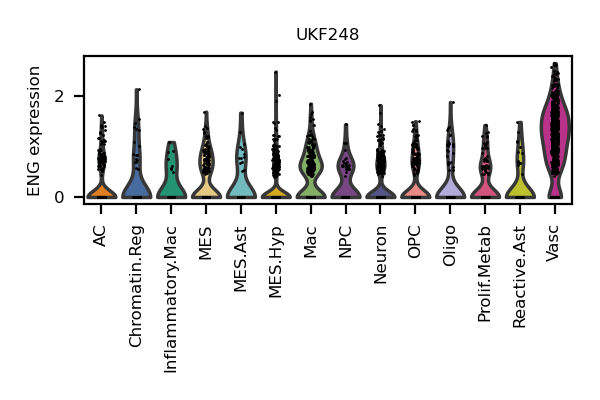 UKF248
ENG expression
2
0
AC
Chromatin.Reg
Inflammatory.Mac
MES
MES.Ast
MES.Hyp
Mac
NPC
Neuron
OPC
Oligo
Prolif.Metab
Reactive.Ast
Vasc